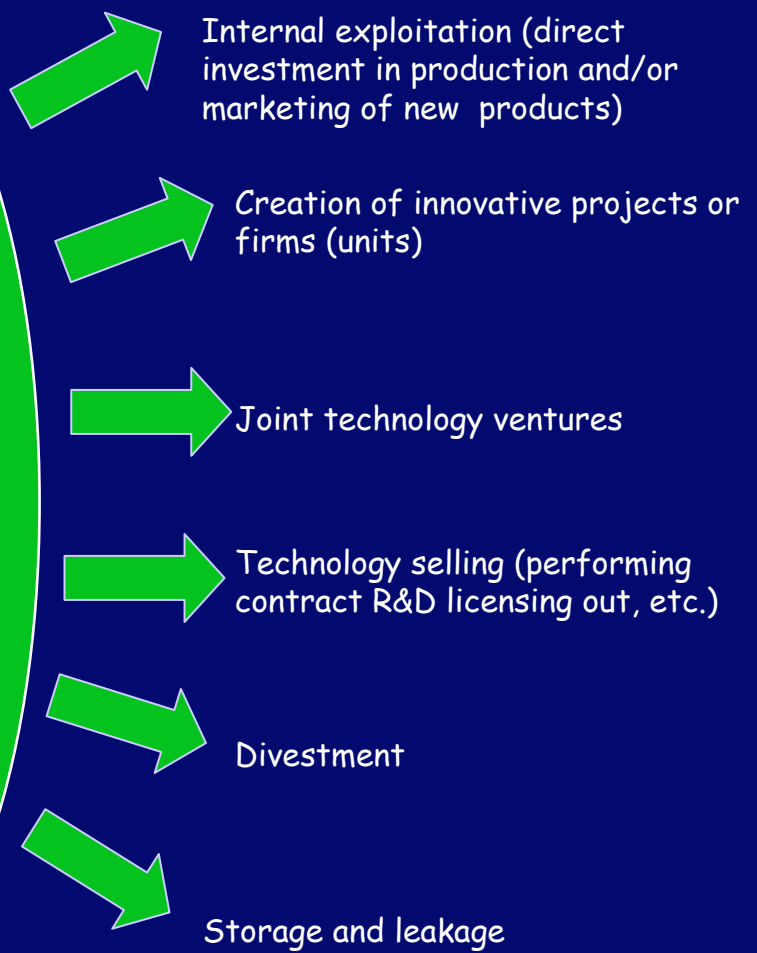 Internal exploitation (direct
investment in production and/or
marketing of new  products)
Creation of innovative projects or
firms (units)
Joint technology ventures
Technology selling (performing
contract R&D licensing out, etc.)
Divestment
Storage and leakage